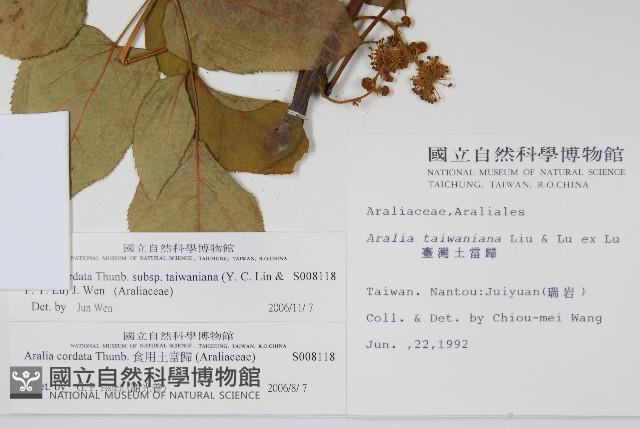 國立自然科學博物館
NATIONAL MUSEUM OF NATURAL SCIENCE
TAICHUNG, TAIWAN, R.O.CHINA
Araliaceae,Araliales
Aralia taiwaniana Liu & Lu ex Lu
臺灣土當歸
Taiwan. Nantou:Juiyuan(瑞岩)
Coll. & Det. by Chiou-mei Wang
Jun. ,22,1992
國立自然科學博物館
NATIONAL MUSEUM OF NATURAL SCIENCE, TAICHUNG, TAIWAN, R.O.CHINA
cordata Thunb. subsp. taiwaniana (Y. C. Lin & S008118
Lu) J. Wen (Araliaceae)
Det. by Jun Wen 2006/11/7
國立自然科學博物館
NATIONAL MUSEUM OF NATURAL SCIENCE, TAICHUNG, TAIWAN, R.O.CHINA
Aralia cordata Thunb. 食用土當歸 (Araliaceae) S008118
Det. by 2006/8/7
國立自然科學博物館
NATIONAL MUSEUM OF NATURAL SCIENCE